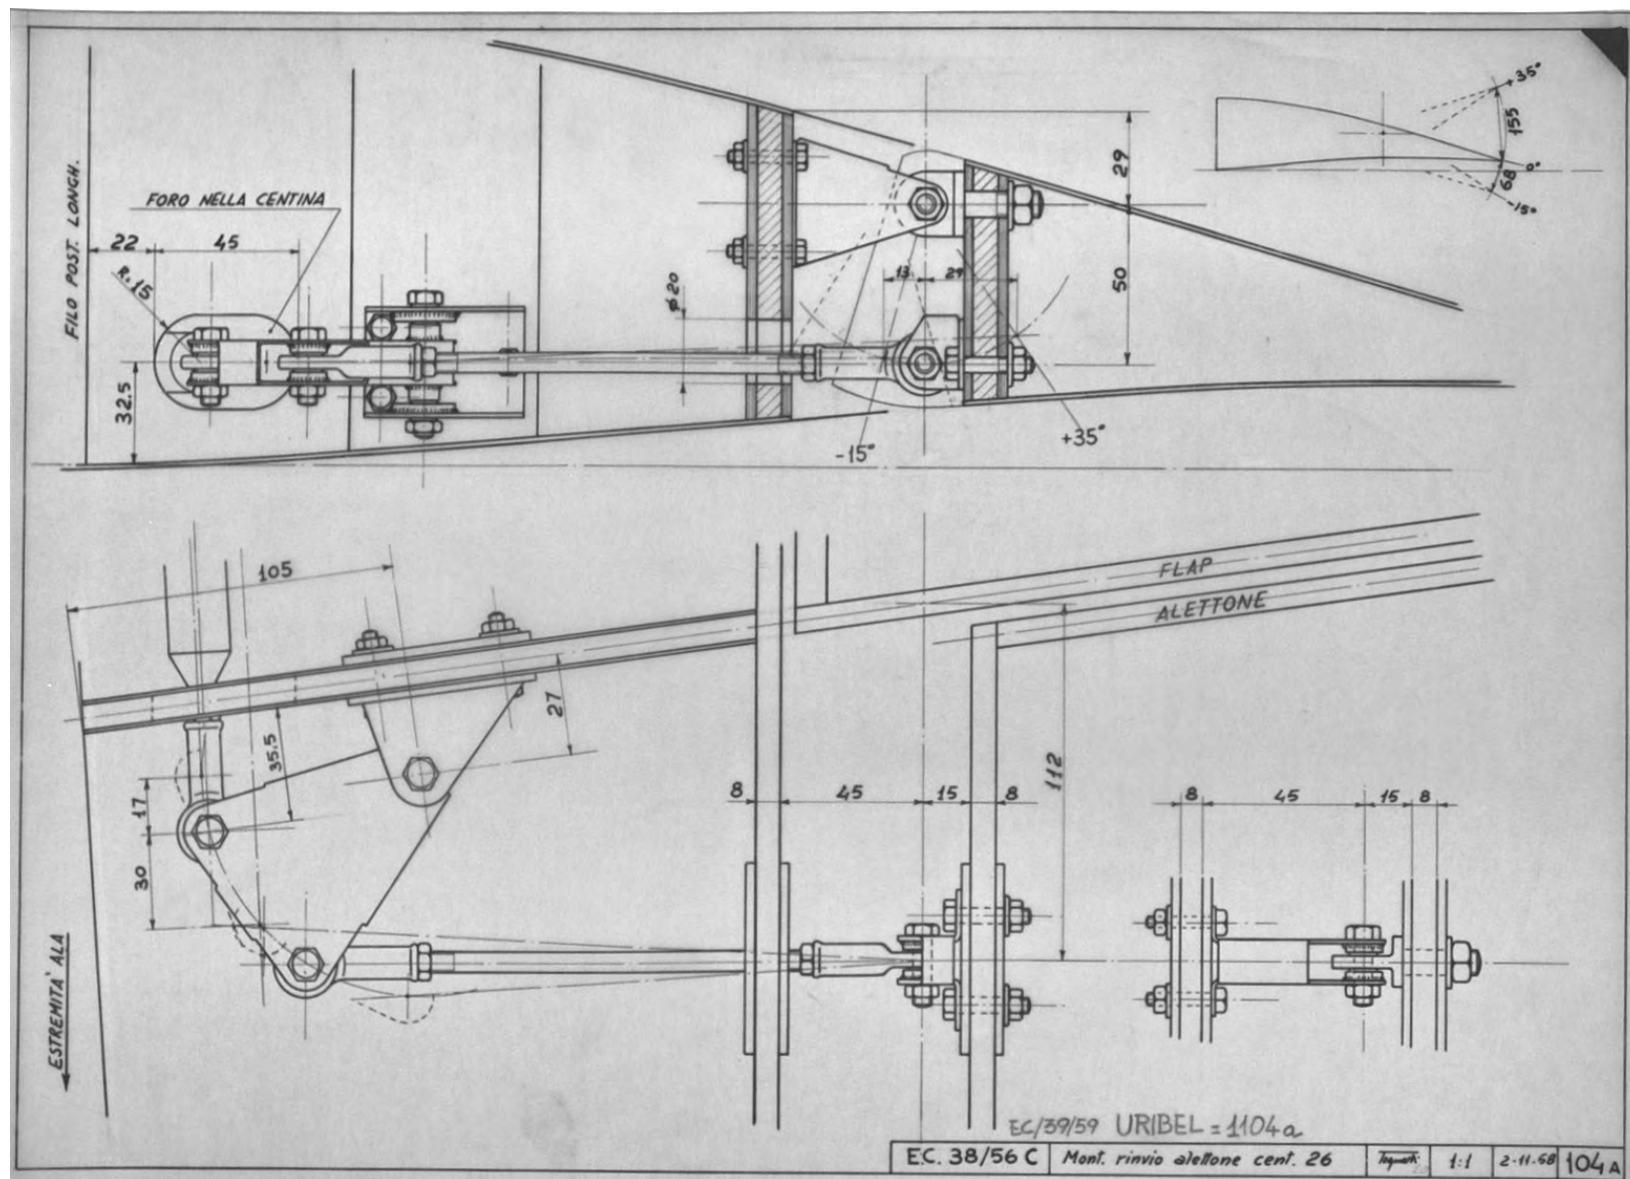 +35°
155
0°
68
-15°
29
50
FILO POST. LONGH.
FORO NELLA CENTINA
22
45
R.15
ø20
13
32.5
-15°
+35°
105
FLAP
ALETTONE
27
35.5
112
17
30
8
45
15
8
8
45
15
8
ESTREMITA' ALA
EC/39/59 URIBEL = 1104a
E.C. 38/56 C
Mont. rinvio alettone cent. 26
1:1
2-11-58
104 A